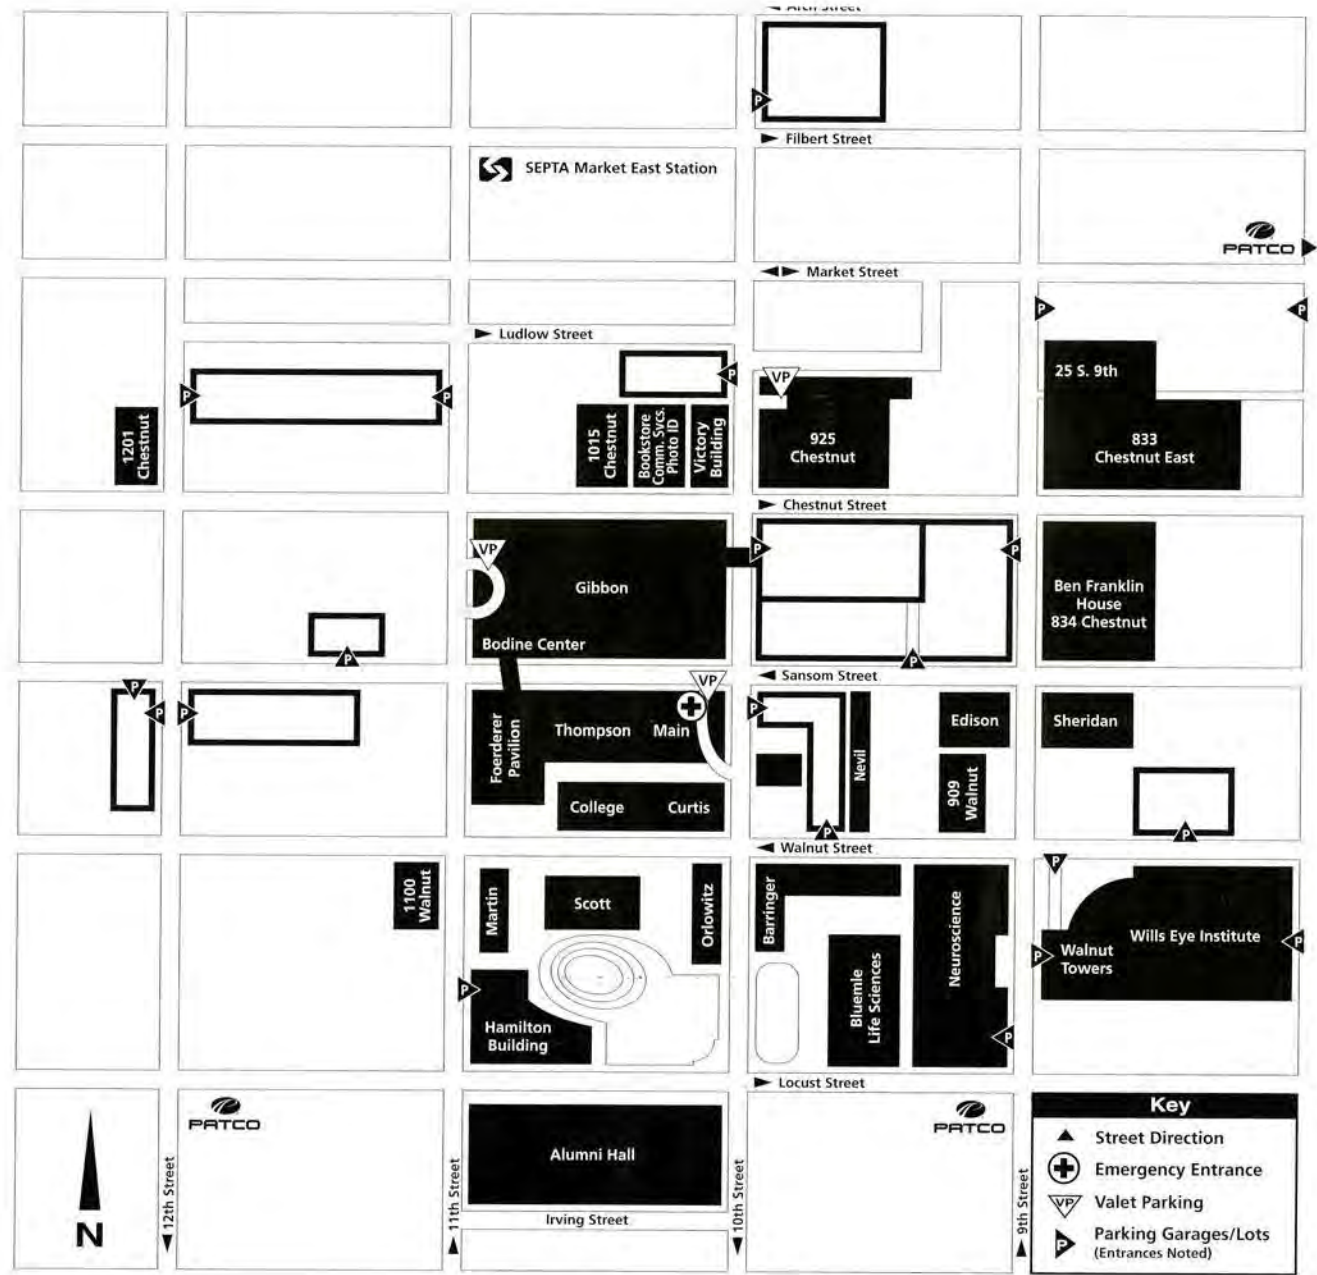 Arch Street
P
Filbert Street
SEPTA Market East Station
PATCO
Market Street
P
P
Ludlow Street
25 S. 9th
P
VP
P
P
1201
Chestnut
1015
Chestnut
Bookstore
Comm. Svcs.
Photo ID
Victory
Building
925
Chestnut
833
Chestnut East
Chestnut Street
VP
P
P
Gibbon
Ben Franklin
House
834 Chestnut
Bodine Center
P
P
Sansom Street
VP
P
P
P
P
Foerderer
Pavilion
Thompson
Main
Nevil
Edison
Sheridan
909
Walnut
College
Curtis
P
P
Walnut Street
P
1100
Walnut
Martin
Scott
Orlowitz
Barringer
Neuroscience
Wills Eye Institute
Walnut
Towers
P
P
P
Bluemle
Life Sciences
Hamilton
Building
P
Locust Street
PATCO
PATCO
Alumni Hall
Irving Street
N
12th Street
11th Street
10th Street
9th Street
Key
Street Direction
Emergency Entrance
VP
Valet Parking
P
Parking Garages/Lots
(Entrances Noted)